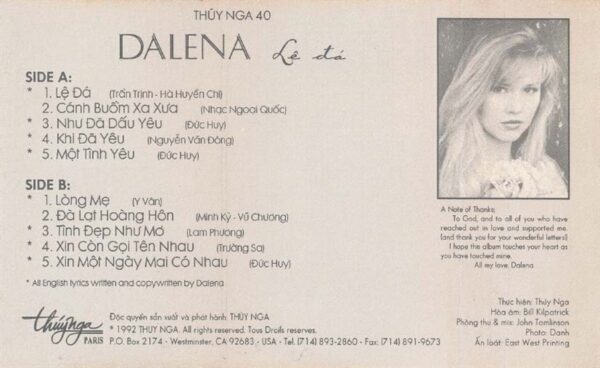 THÚY NGA 40
DALENA Lệ đá
SIDE A:
* 1. Lệ Đá (Trần Trịnh - Hà Huyền Chi)
2. Cánh Buồm Xa Xưa (Nhạc Ngoại Quốc)
* 3. Như Đã Dấu Yêu (Đức Huy)
* 4. Khi Đã Yêu (Nguyễn Văn Đông)
* 5. Một Tình Yêu (Đức Huy)
SIDE B:
* 1. Lòng Mẹ (Y Vân)
2. Đà Lạt Hoàng Hôn (Minh Kỳ - Vũ Chương)
* 3. Tình Đẹp Như Mơ (Lam Phương)
* 4. Xin Còn Gọi Tên Nhau (Trường Sa)
* 5. Xin Một Ngày Mai Có Nhau (Đức Huy)
* All English lyrics written and copywritten by Dalena
A Note of Thanks:
To God, and to all of you who have
reached out in love and supported me.
(and thank you for your wonderful letters!)
I hope this album touches your heart as
you have touched mine.
All my love, Dalena
thúy nga
PARIS
Độc quyền sản xuất và phát hành: THÚY NGA
* 1992 THUY NGA. All rights reserved. Tous Droits reserves.
P.O. Box 2174 - Westminster, CA 92683 - USA - Tel. (714) 893-2860 - Fax: (714) 891-9673
Thực hiện: Thúy Nga
Hòa âm: Bill Kilpatrick
Phòng thu & mix: John Tomlinson
Photo: Danh
Ấn loát: East West Printing